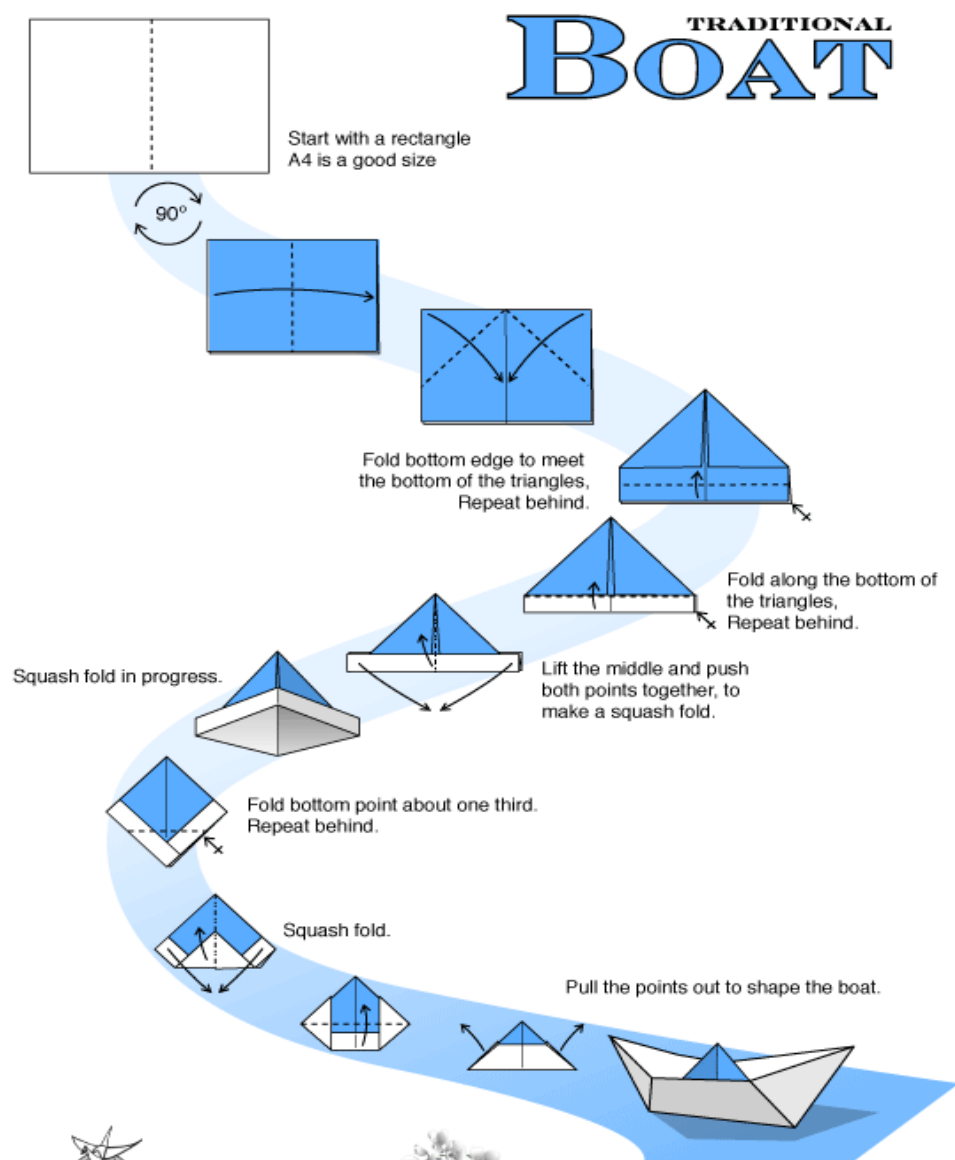 TRADITIONAL
BOAT
Start with a rectangle
A4 is a good size
90°
Fold bottom edge to meet
the bottom of the triangles,
Repeat behind.
Fold along the bottom of
the triangles,
Repeat behind.
Lift the middle and push
both points together, to
make a squash fold.
Squash fold in progress.
Fold bottom point about one third.
Repeat behind.
Squash fold.
Pull the points out to shape the boat.